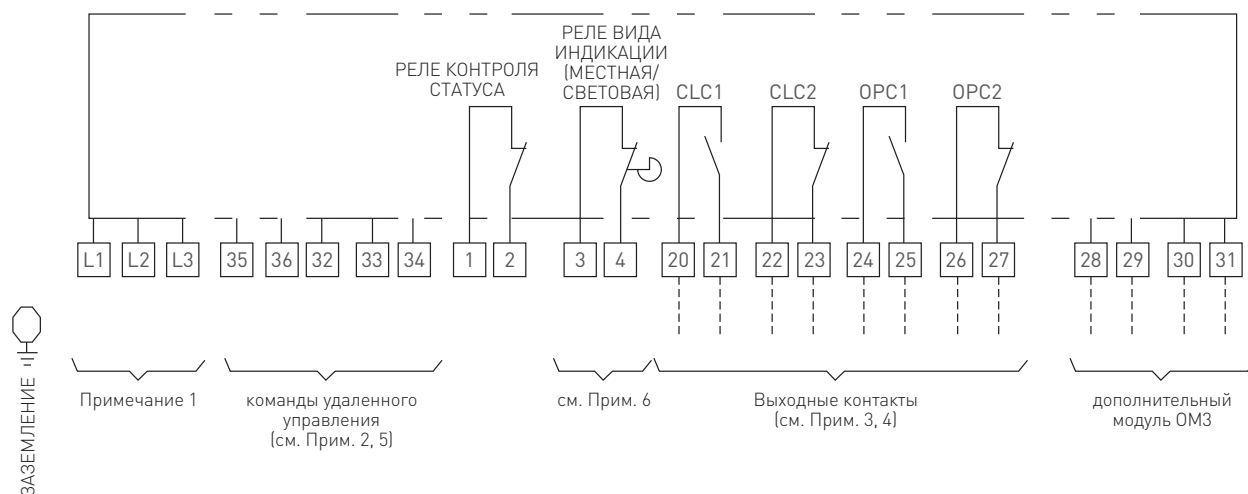 РЕЛЕ КОНТРОЛЯ
СТАТУСА
РЕЛЕ ВИДА
ИНДИКАЦИИ
(МЕСТНАЯ/
СВЕТОВАЯ)
CLC1
CLC2
OPC1
OPC2
L1 L2 L3 35 36 32 33 34 1 2 3 4 20 21 22 23 24 25 26 27 28 29 30 31
ЗАЗЕМЛЕНИЕ
Примечание 1
команды удаленного
управления
(см. Прим. 2, 5)
см. Прим. 6
Выходные контакты
(см. Прим. 3, 4)
дополнительный
модуль ОМ3